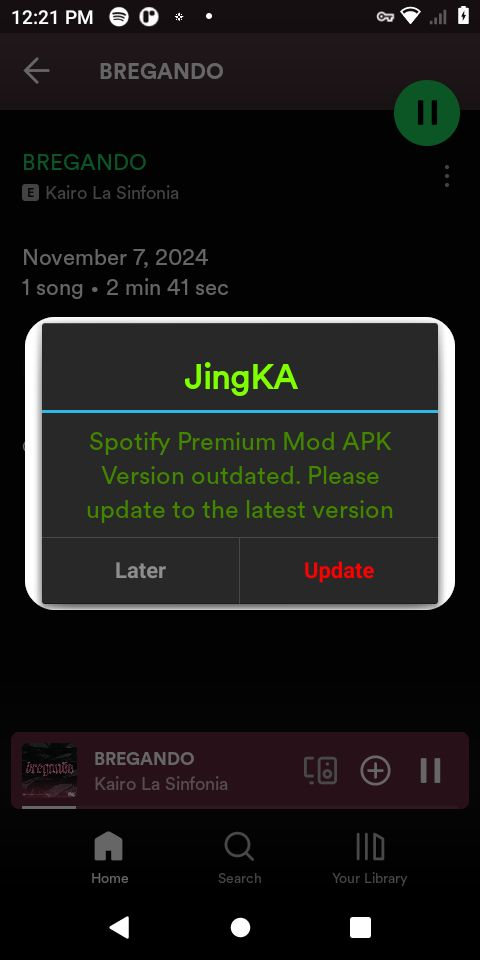 12:21 PM
BREGANDO
BREGANDO
E Kairo La Sinfonia
November 7, 2024
1 song • 2 min 41 sec
JingKA
Spotify Premium Mod APK
Version outdated. Please
update to the latest version
Later
Update
bregando
BREGANDO
Kairo La Sinfonia
Home
Search
Your Library